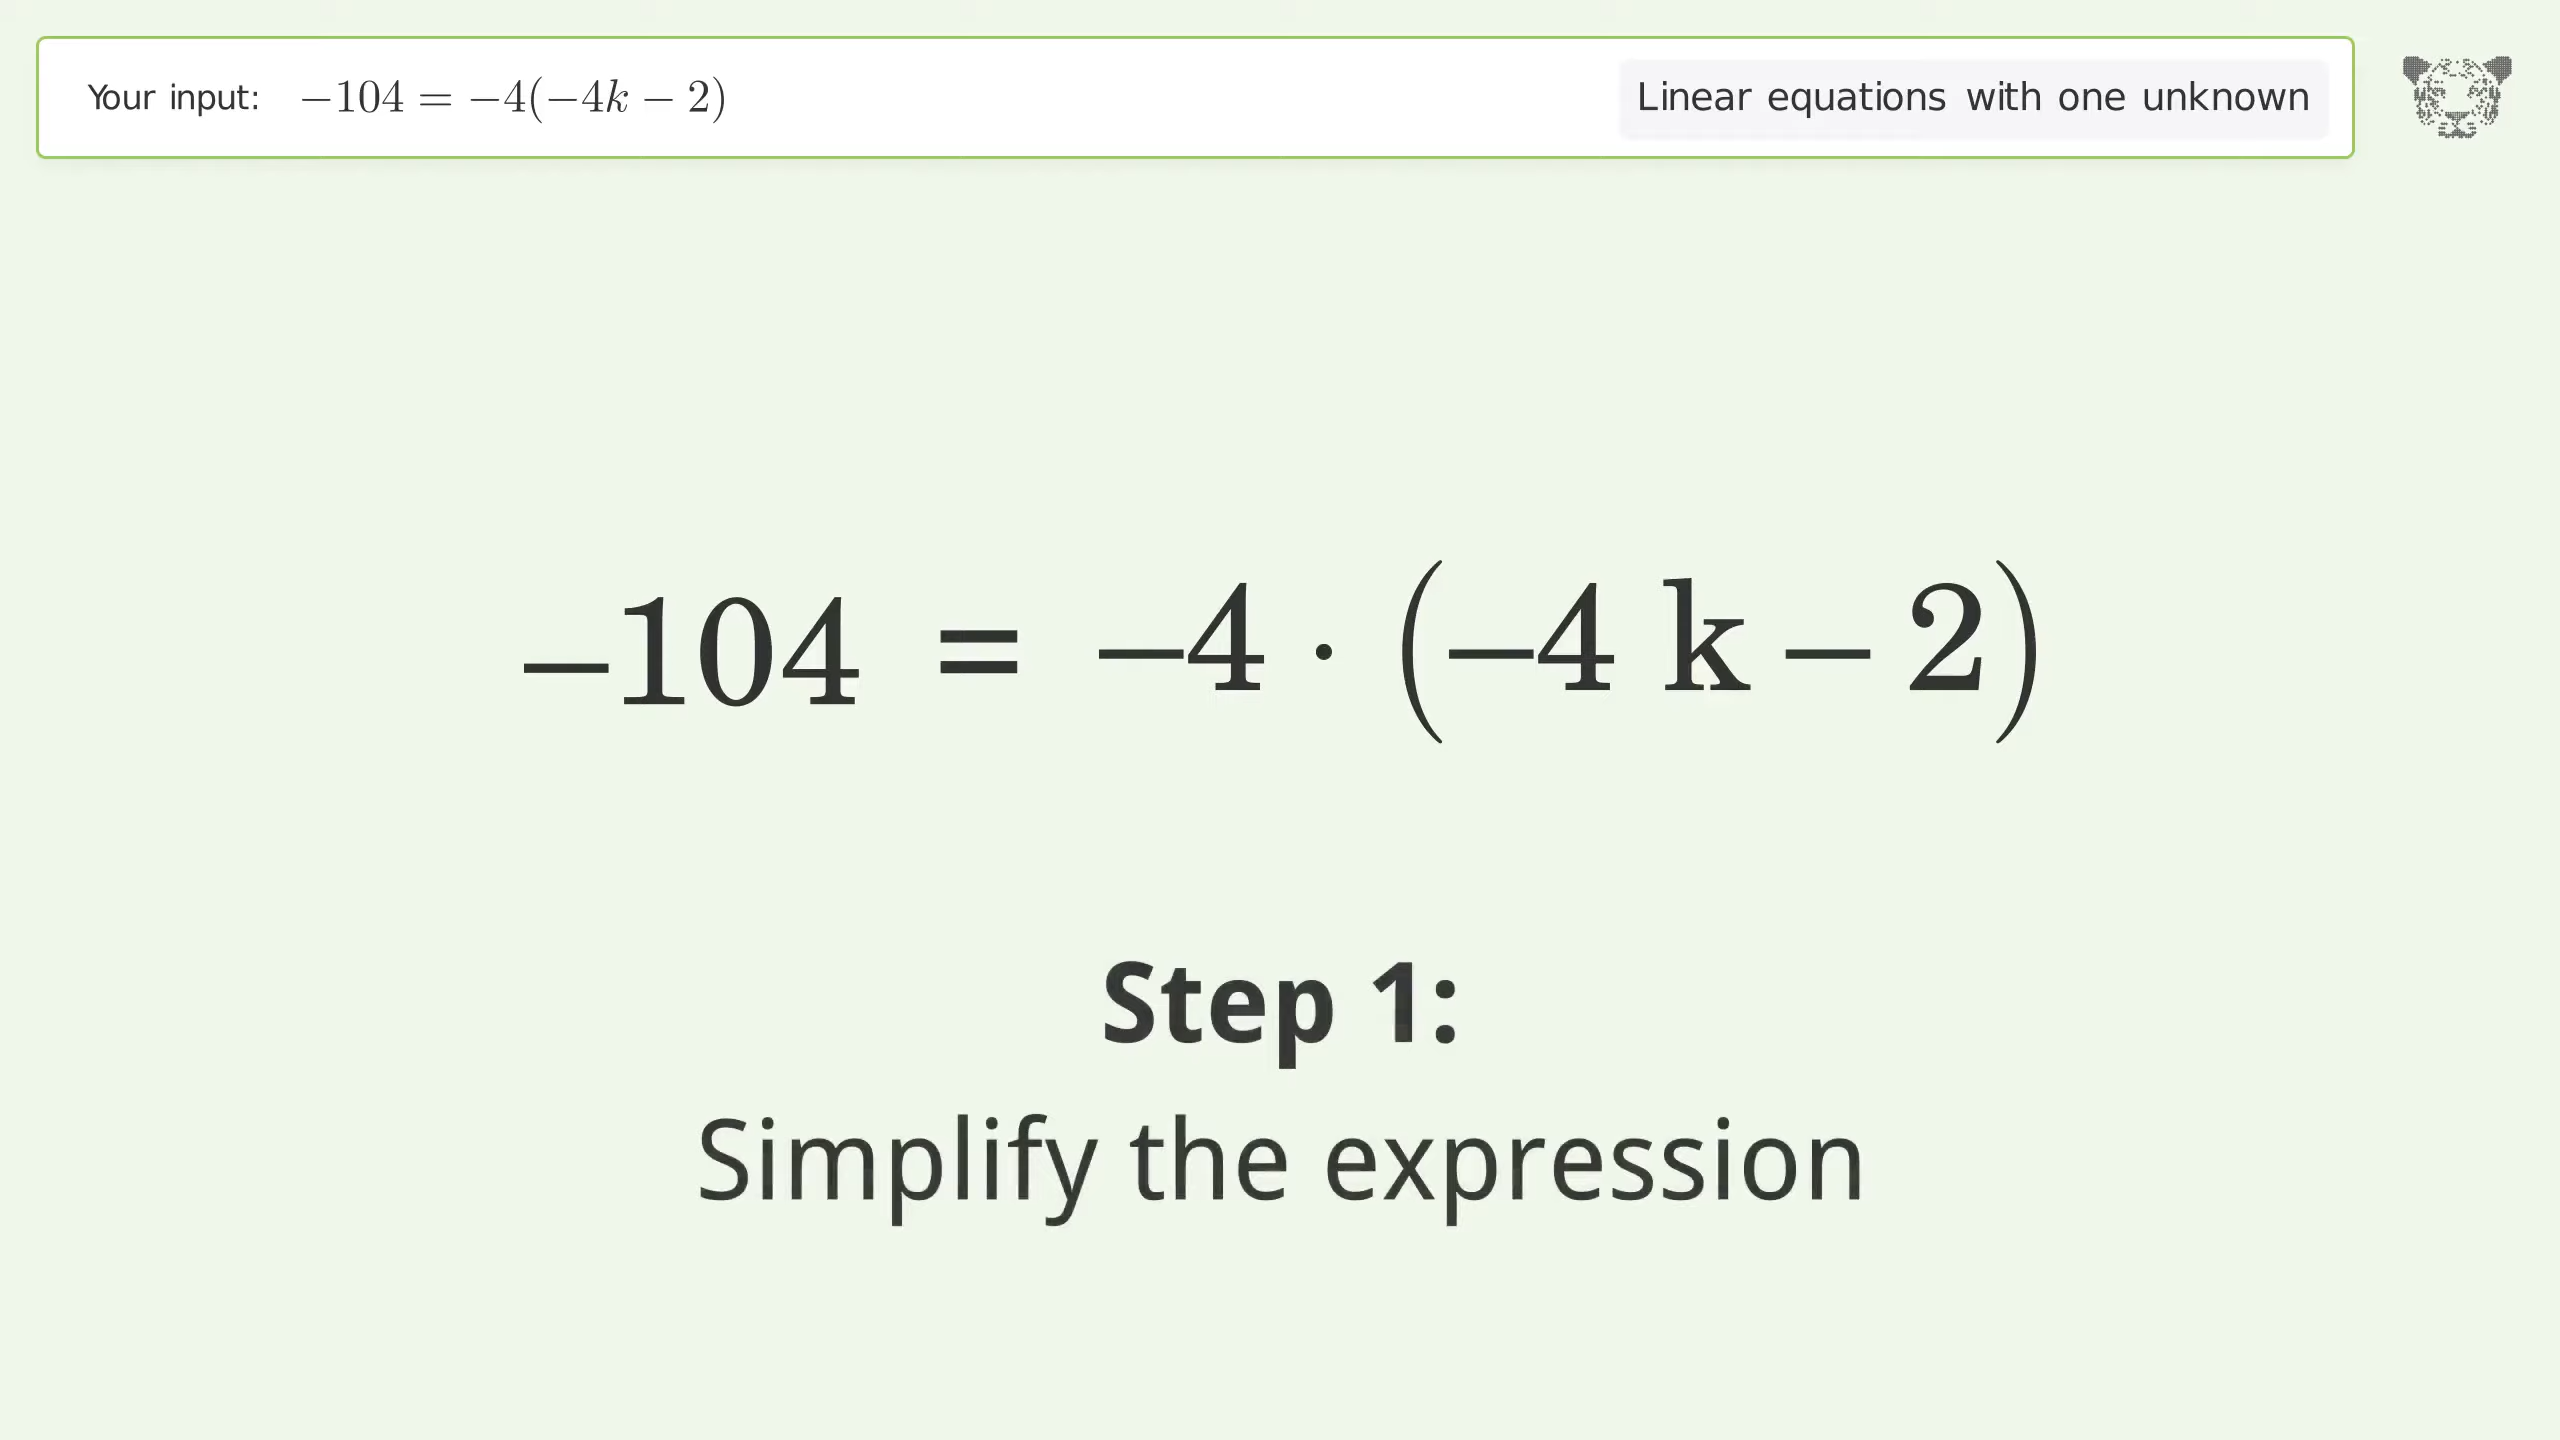 Your input: −104 = −4(−4k − 2)
Linear equations with one unknown
−104 = −4 · (−4 k − 2)
Step 1:
Simplify the expression